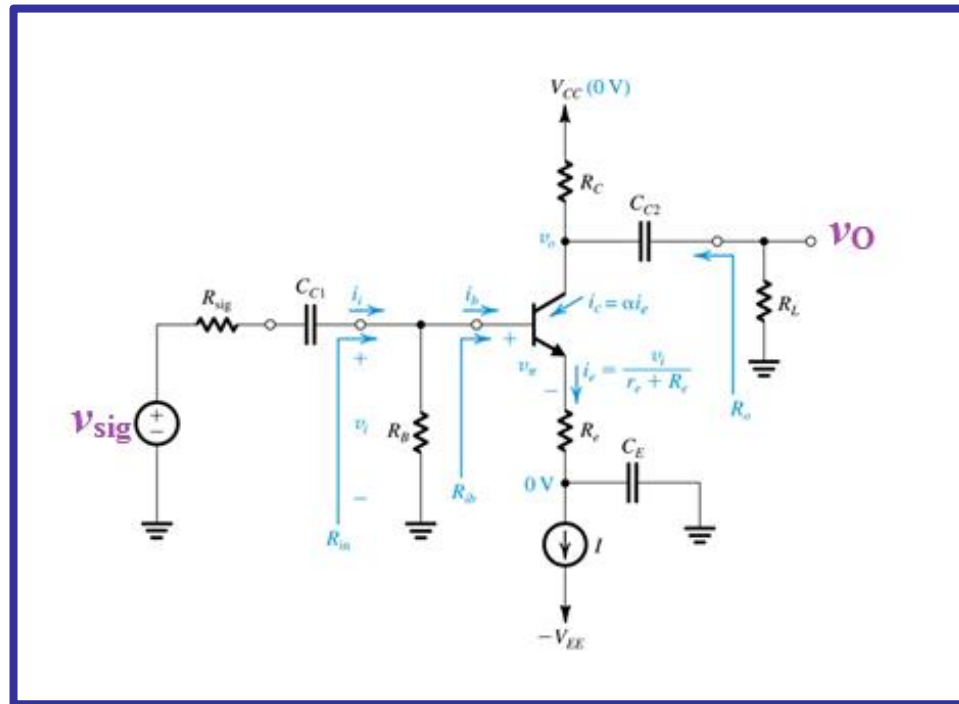 V_CC (0 V)
R_C
C_C2
v_o
v_O
R_sig
C_C1
i_i
i_b
i_c = αi_e
R_L
+
+
v_π
−
i_e = v_i / (r_e + R_e)
R_o
v_sig
+
−
v_i
R_B
R_e
C_E
R_ib
0 V
−
R_in
I
−V_EE